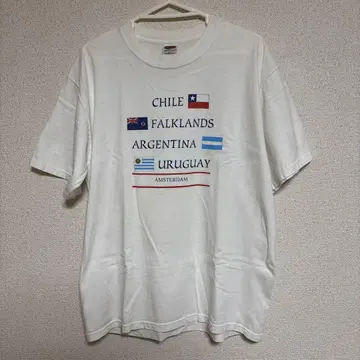 CHILE
FALKLANDS
ARGENTINA
URUGUAY
AMSTERDAM